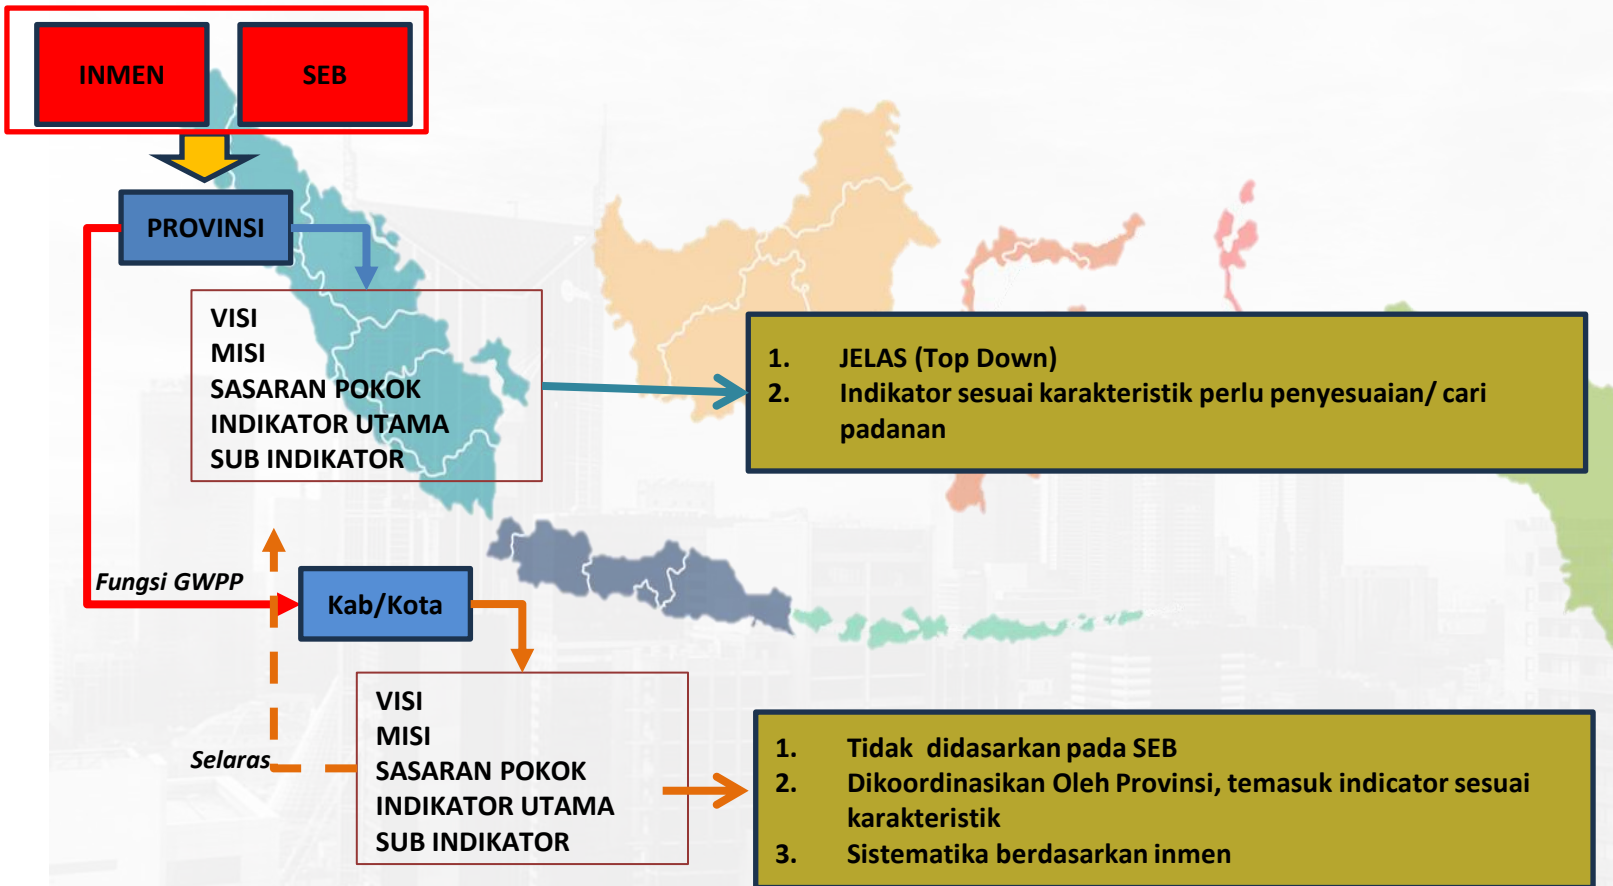 INMEN
SEB
PROVINSI
VISI
MISI
SASARAN POKOK
INDIKATOR UTAMA
SUB INDIKATOR
1. JELAS (Top Down)
2. Indikator sesuai karakteristik perlu penyesuaian/ cari
padanan
Fungsi GWPP
Kab/Kota
Selaras
VISI
MISI
SASARAN POKOK
INDIKATOR UTAMA
SUB INDIKATOR
1. Tidak didasarkan pada SEB
2. Dikoordinasikan Oleh Provinsi, temasuk indicator sesuai
karakteristik
3. Sistematika berdasarkan inmen